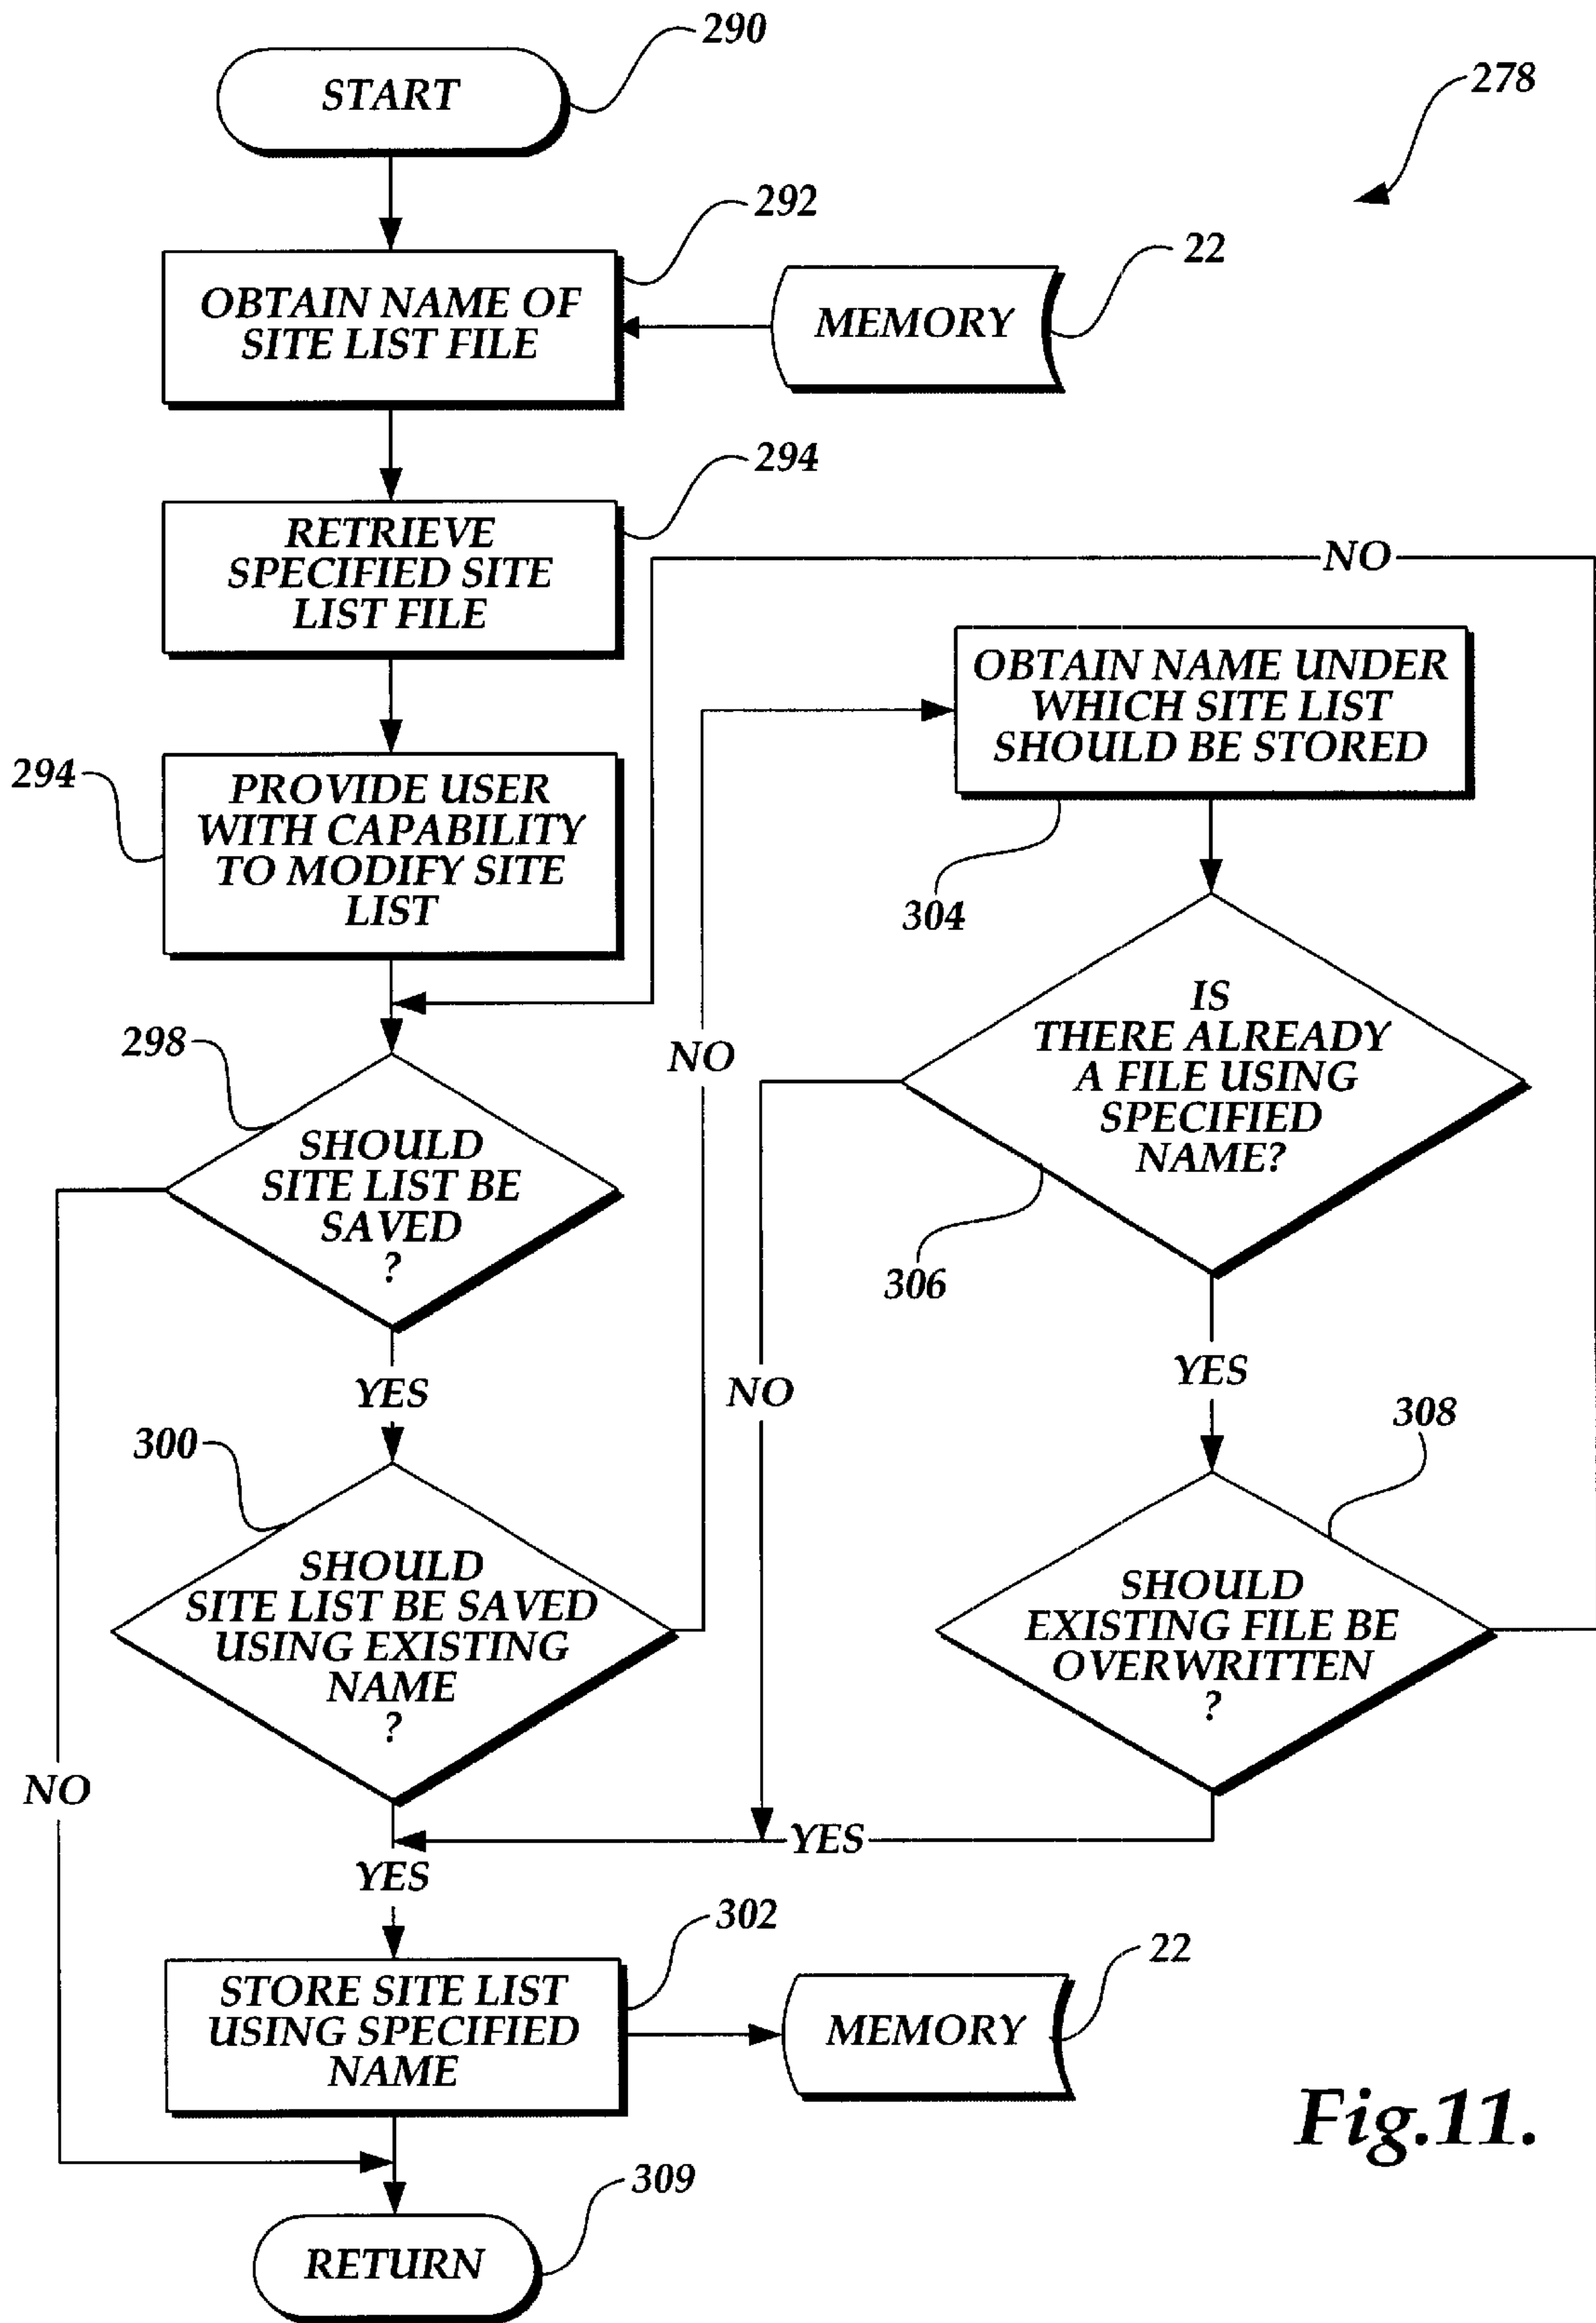 290
START
278
292
22
OBTAIN NAME OF
SITE LIST FILE
MEMORY
294
RETRIEVE
SPECIFIED SITE
LIST FILE
NO
OBTAIN NAME UNDER
WHICH SITE LIST
SHOULD BE STORED
294
PROVIDE USER
WITH CAPABILITY
TO MODIFY SITE
LIST
304
298
NO
IS
THERE ALREADY
A FILE USING
SPECIFIED
NAME?
SHOULD
SITE LIST BE
SAVED
?
306
YES
NO
YES
300
308
SHOULD
SITE LIST BE SAVED
USING EXISTING
NAME
?
SHOULD
EXISTING FILE BE
OVERWRITTEN
?
NO
YES
YES
302
22
STORE SITE LIST
USING SPECIFIED
NAME
MEMORY
309
RETURN
Fig.11.